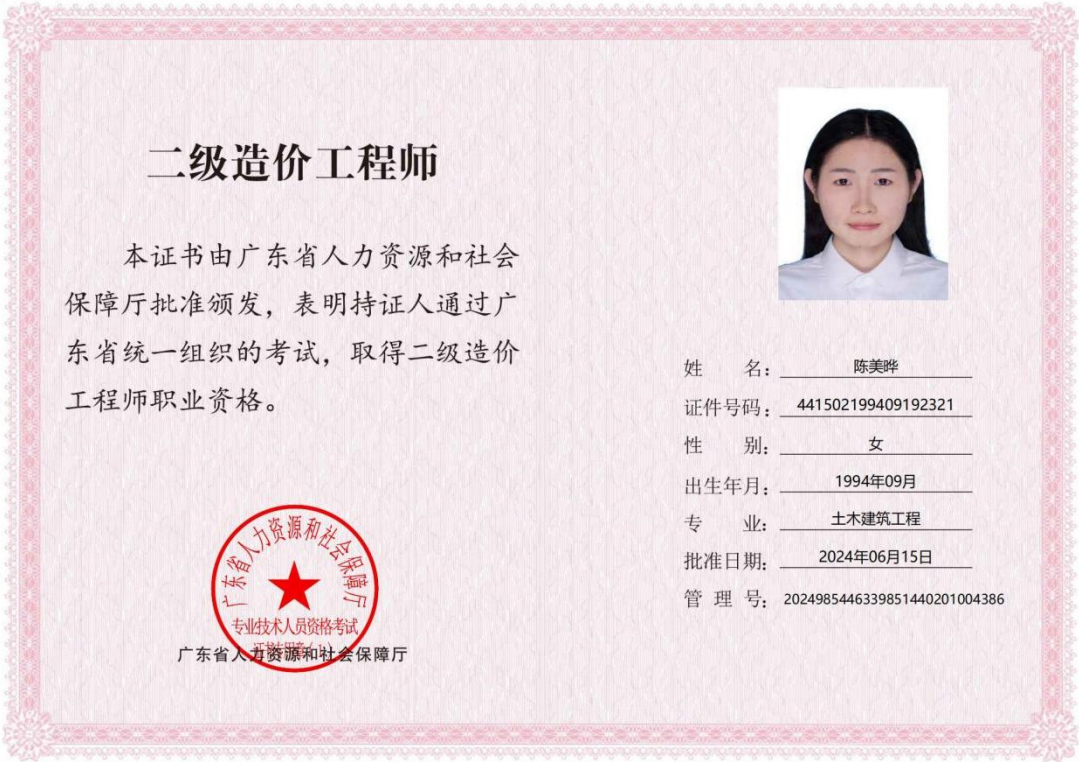 二级造价工程师
本证书由广东省人力资源和社会
保障厅批准颁发，表明持证人通过广
东省统一组织的考试，取得二级造价
工程师职业资格。
广东省人力资源和社会保障厅
专业技术人员资格考试
广东省人力资源和社会保障厅
姓名：陈美晔
证件号码：441502199409192321
性别：女
出生年月：1994年09月
专业：土木建筑工程
批准日期：2024年06月15日
管理号：2024985446339851440201004386